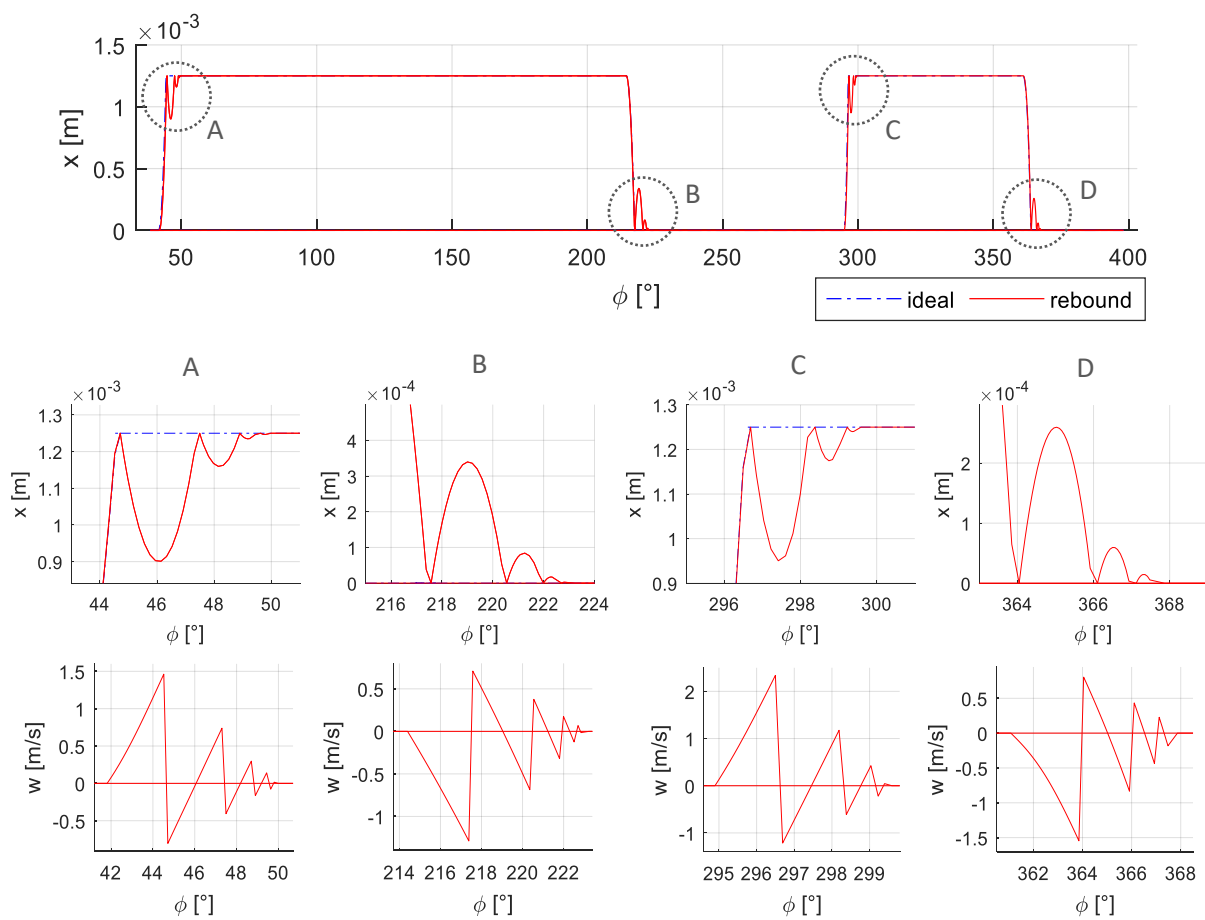 ×10⁻³
1.5
1
0.5
0
x [m]
A
B
C
D
50 100 150 200 250 300 350 400
ϕ [°]
ideal rebound
A B C D
×10⁻³ ×10⁻⁴ ×10⁻³ ×10⁻⁴
x [m]
1.3
1.2
1.1
1
0.9
44 46 48 50
ϕ [°]
x [m]
4
3
2
1
0
216 218 220 222 224
ϕ [°]
x [m]
1.3
1.2
1.1
1
0.9
296 298 300
ϕ [°]
x [m]
2
1
0
364 366 368
ϕ [°]
w [m/s]
1.5
1
0.5
0
-0.5
42 44 46 48 50
ϕ [°]
w [m/s]
0.5
0
-0.5
-1
214 216 218 220 222
ϕ [°]
w [m/s]
2
1
0
-1
295 296 297 298 299
ϕ [°]
w [m/s]
0.5
0
-0.5
-1
-1.5
362 364 366 368
ϕ [°]